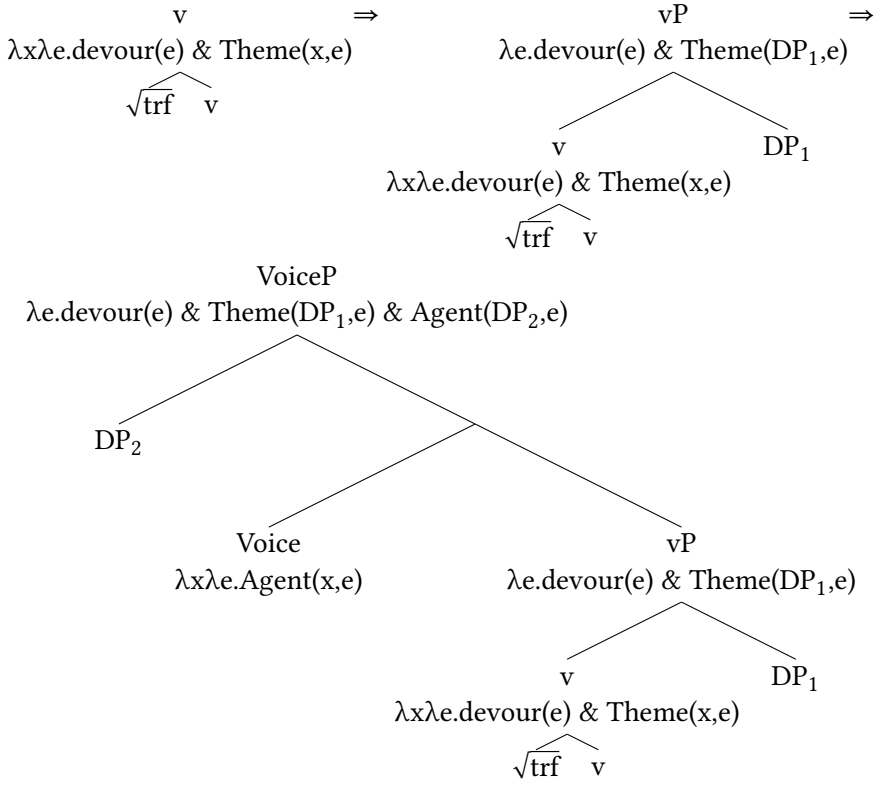 v ⇒ vP ⇒
λxλe.devour(e) & Theme(x,e) λe.devour(e) & Theme(DP₁,e)
√trf v
v DP₁
λxλe.devour(e) & Theme(x,e)
√trf v
VoiceP
λe.devour(e) & Theme(DP₁,e) & Agent(DP₂,e)
DP₂
Voice vP
λxλe.Agent(x,e) λe.devour(e) & Theme(DP₁,e)
v DP₁
λxλe.devour(e) & Theme(x,e)
√trf v